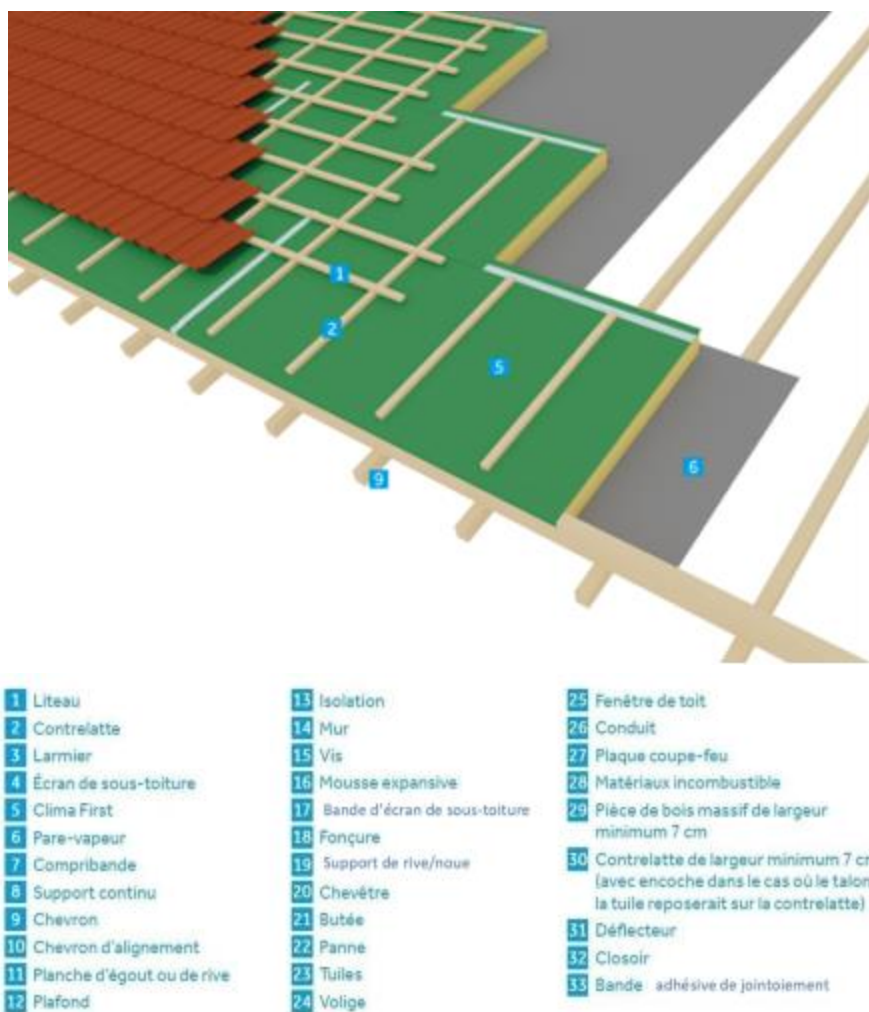 1
2
5
6
9
1 Liteau
2 Contrelatte
3 Larmier
4 Écran de sous-toiture
5 Clima First
6 Pare-vapeur
7 Compribande
8 Support continu
9 Chevron
10 Chevron d'alignement
11 Planche d'égout ou de rive
12 Plafond
13 Isolation
14 Mur
15 Vis
16 Mousse expansive
17 Bande d'écran de sous-toiture
18 Fonçure
19 Support de rive/noue
20 Chevêtre
21 Butée
22 Panne
23 Tuiles
24 Volige
25 Fenêtre de toit
26 Conduit
27 Plaque coupe-feu
28 Matériaux incombustible
29 Pièce de bois massif de largeur
minimum 7 cm
30 Contrelatte de largeur minimum 7 cm
(avec encoche dans le cas où le talon
la tuile reposerait sur la contrelatte)
31 Déflecteur
32 Closoir
33 Bande adhésive de jointoiement